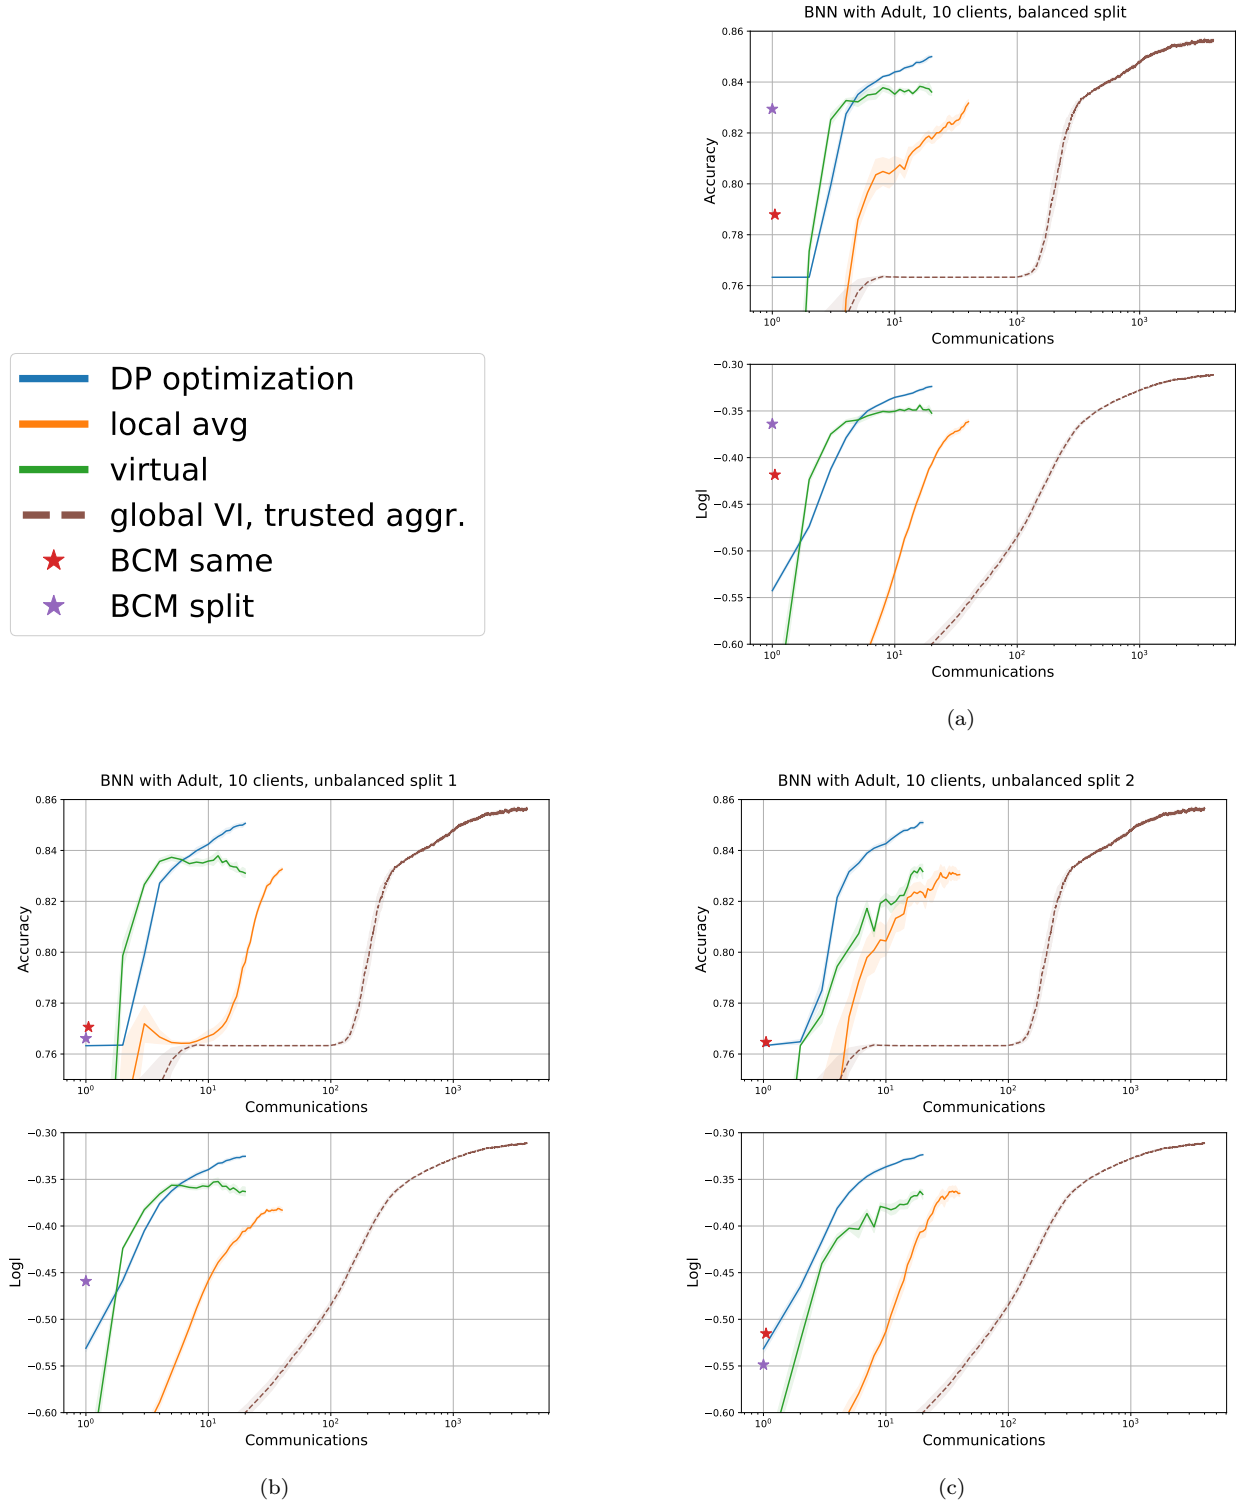 BNN with Adult, 10 clients, balanced split
0.86
0.84
0.82
0.80
0.78
0.76
Accuracy
10⁰ 10¹ 10² 10³
Communications
DP optimization
local avg
virtual
global VI, trusted aggr.
BCM same
BCM split
−0.30
−0.35
−0.40
−0.45
−0.50
−0.55
−0.60
Logl
10⁰ 10¹ 10² 10³
Communications
(a)
BNN with Adult, 10 clients, unbalanced split 1
0.86
0.84
0.82
0.80
0.78
0.76
Accuracy
10⁰ 10¹ 10² 10³
Communications
−0.30
−0.35
−0.40
−0.45
−0.50
−0.55
−0.60
Logl
10⁰ 10¹ 10² 10³
Communications
(b)
BNN with Adult, 10 clients, unbalanced split 2
0.86
0.84
0.82
0.80
0.78
0.76
Accuracy
10⁰ 10¹ 10² 10³
Communications
−0.30
−0.35
−0.40
−0.45
−0.50
−0.55
−0.60
Logl
10⁰ 10¹ 10² 10³
Communications
(c)